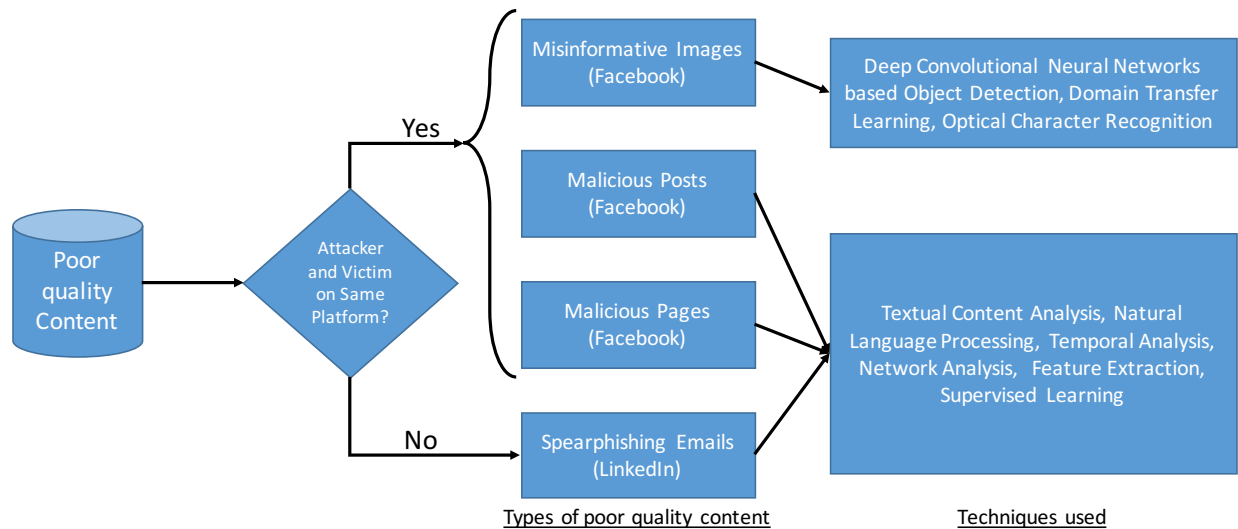 Poor
quality
Content
Attacker
and Victim
on Same
Platform?
Yes
No
Misinformative Images
(Facebook)
Malicious Posts
(Facebook)
Malicious Pages
(Facebook)
Spearphishing Emails
(LinkedIn)
Types of poor quality content
Deep Convolutional Neural Networks
based Object Detection, Domain Transfer
Learning, Optical Character Recognition
Textual Content Analysis, Natural
Language Processing, Temporal Analysis,
Network Analysis, Feature Extraction,
Supervised Learning
Techniques used